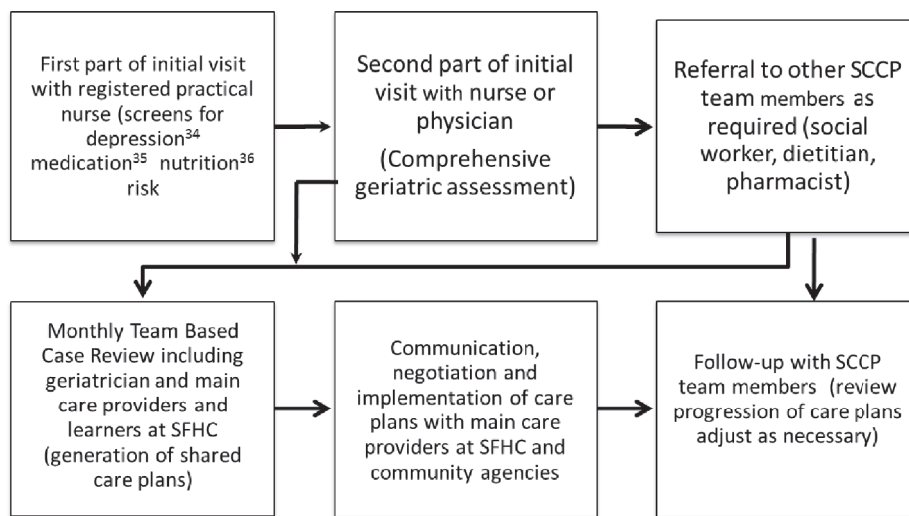 First part of initial visit
with registered practical
nurse (screens for
depression³⁴
medication³⁵ nutrition³⁶
risk
Second part of initial
visit with nurse or
physician
(Comprehensive
geriatric assessment)
Referral to other SCCP
team members as
required (social
worker, dietitian,
pharmacist)
Monthly Team Based
Case Review including
geriatrician and main
care providers and
learners at SFHC
(generation of shared
care plans)
Communication,
negotiation and
implementation of care
plans with main care
providers at SFHC and
community agencies
Follow-up with SCCP
team members (review
progression of care plans
adjust as necessary)